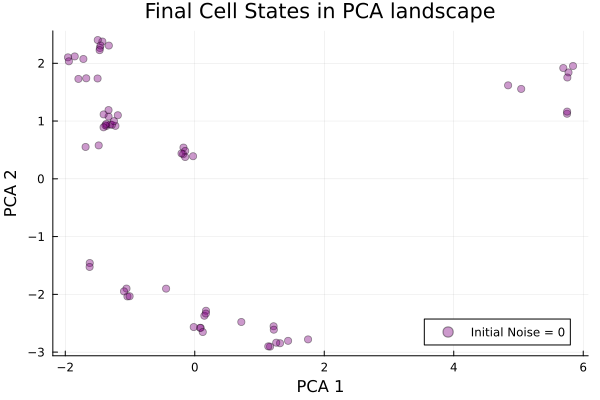 Final Cell States in PCA landscape
PCA 2
2
1
0
−1
−2
−3
−2
0
2
4
6
PCA 1
Initial Noise = 0